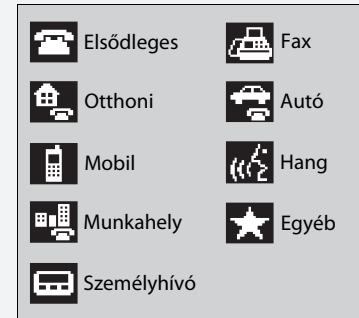 Elsődleges
Otthoni
Mobil
Munkahely
Személyhívó
Fax
Autó
Hang
Egyéb